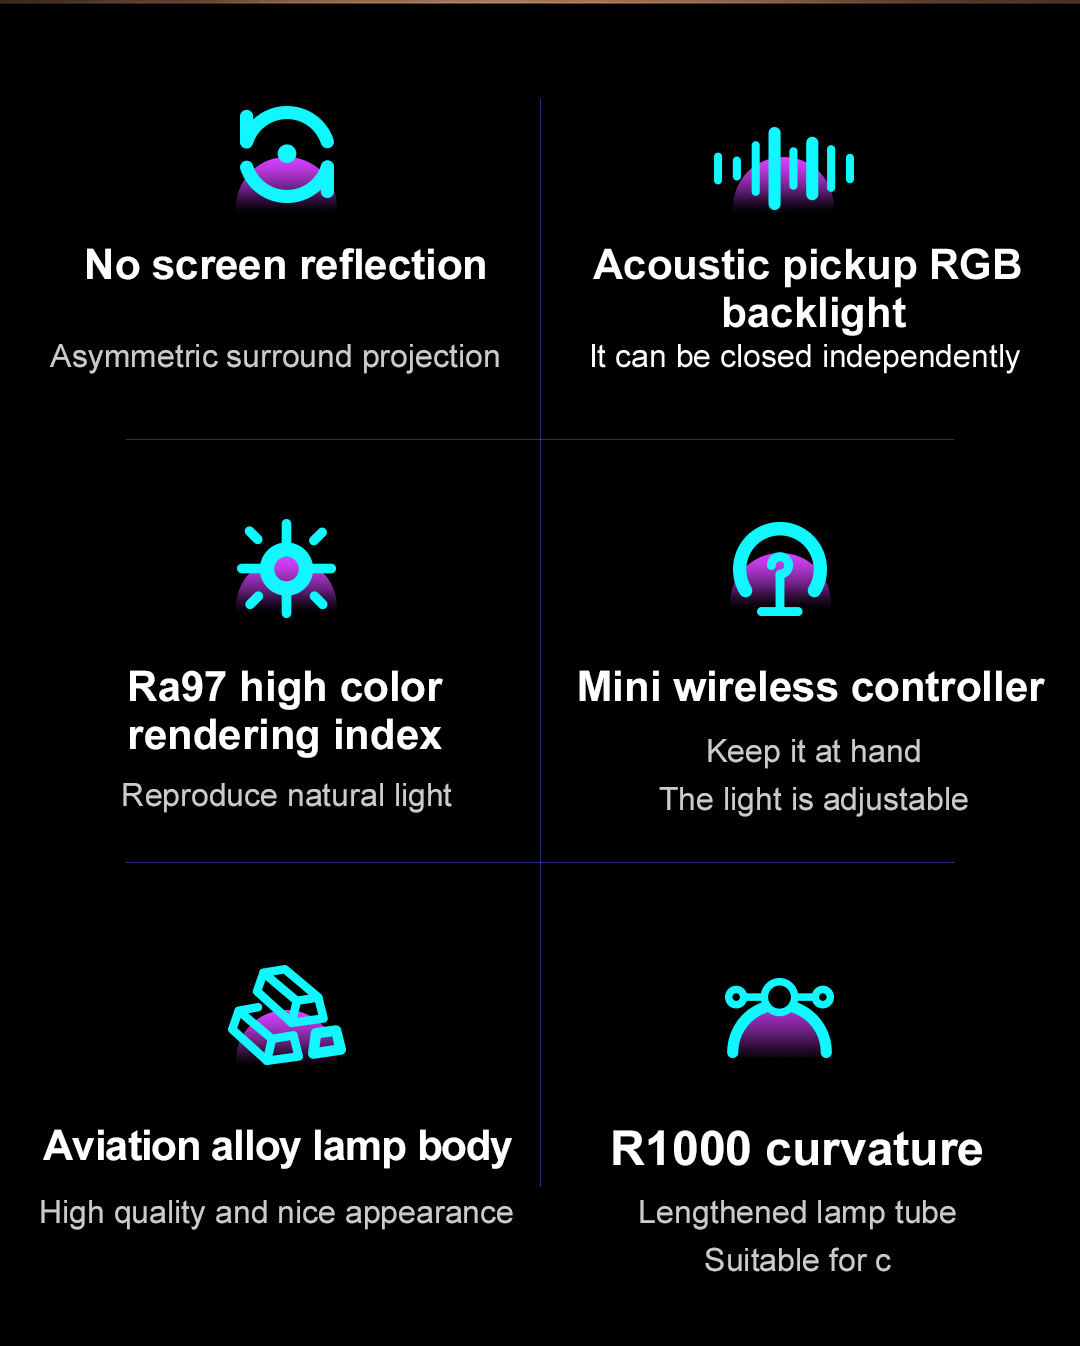 No screen reflection
Asymmetric surround projection
Acoustic pickup RGB
backlight
It can be closed independently
Ra97 high color
rendering index
Reproduce natural light
Mini wireless controller
Keep it at hand
The light is adjustable
Aviation alloy lamp body
High quality and nice appearance
R1000 curvature
Lengthened lamp tube
Suitable for c